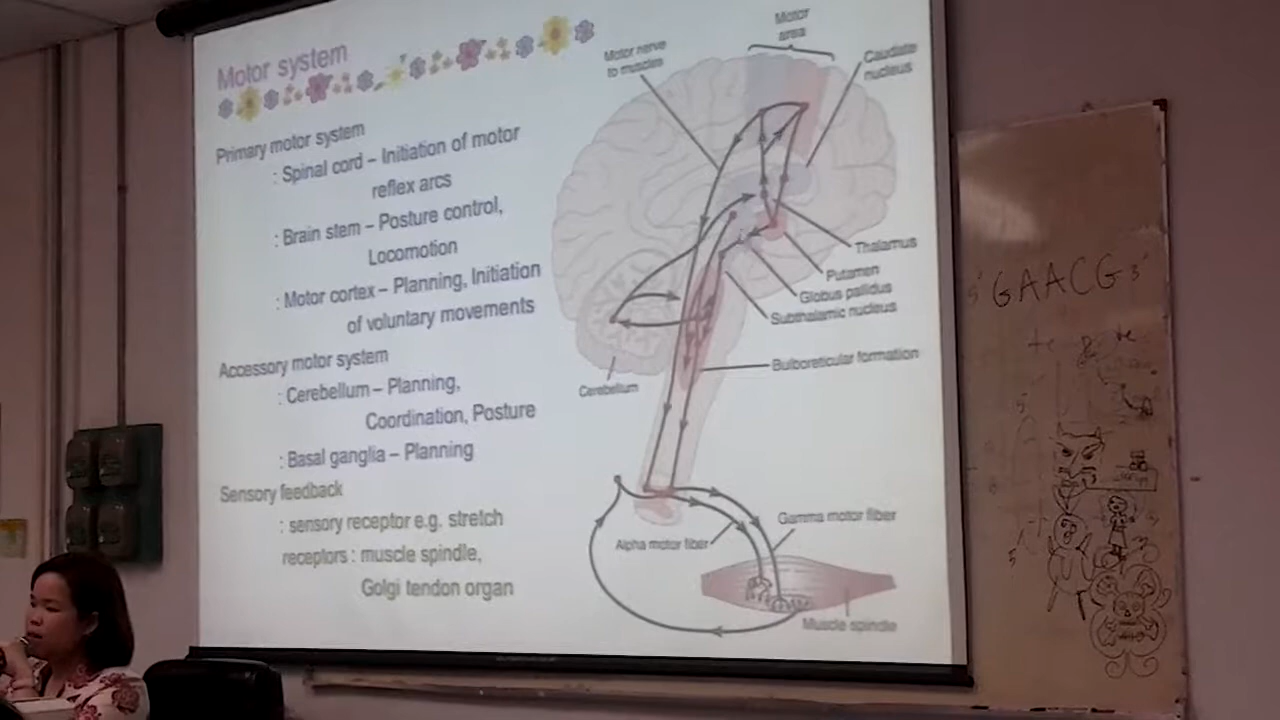 Motor system
Primary motor system
: Spinal cord – Initiation of motor
reflex arcs
: Brain stem – Posture control,
Locomotion
: Motor cortex – Planning, Initiation
of voluntary movements
Accessory motor system
: Cerebellum – Planning,
Coordination, Posture
: Basal ganglia – Planning
Sensory feedback
: sensory receptor e.g. stretch
receptors : muscle spindle,
Golgi tendon organ
Motor
area
Motor nerve
to muscles
Caudate
nucleus
Thalamus
Putamen
Globus pallidus
Subthalamic nucleus
Bulboreticular formation
Cerebellum
Gamma motor fiber
Alpha motor fiber
Muscle spindle
5' GAACG 3'